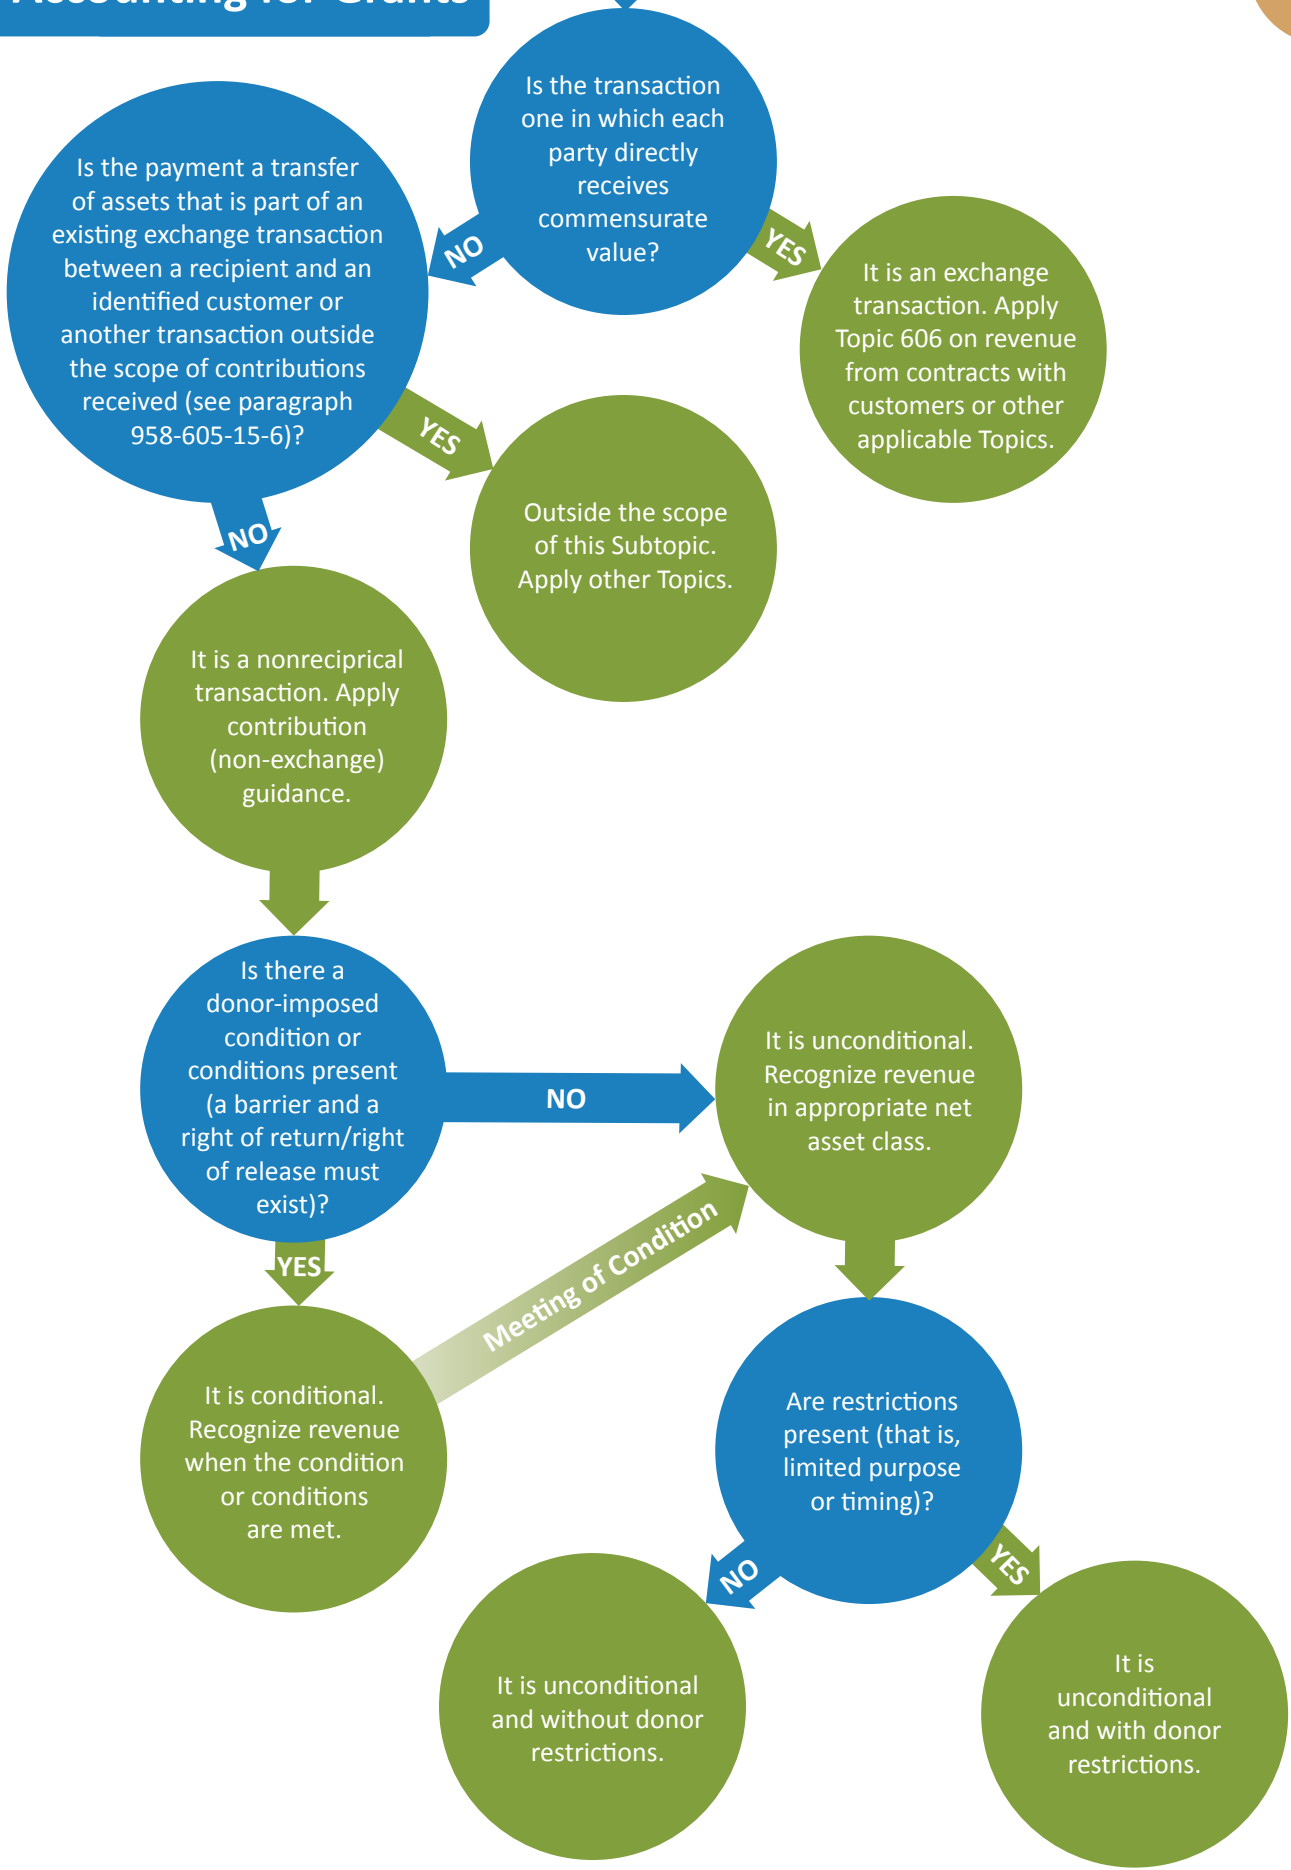 Accounting for Grants
Is the transaction
one in which each
party directly
receives
commensurate
value?
NO
YES
Is the payment a transfer
of assets that is part of an
existing exchange transaction
between a recipient and an
identified customer or
another transaction outside
the scope of contributions
received (see paragraph
958-605-15-6)?
It is an exchange
transaction. Apply
Topic 606 on revenue
from contracts with
customers or other
applicable Topics.
YES
NO
Outside the scope
of this Subtopic.
Apply other Topics.
It is a nonreciprical
transaction. Apply
contribution
(non-exchange)
guidance.
Is there a
donor-imposed
condition or
conditions present
(a barrier and a
right of return/right
of release must
exist)?
NO
It is unconditional.
Recognize revenue
in appropriate net
asset class.
YES
Meeting of Condition
It is conditional.
Recognize revenue
when the condition
or conditions
are met.
Are restrictions
present (that is,
limited purpose
or timing)?
NO
YES
It is unconditional
and without donor
restrictions.
It is
unconditional
and with donor
restrictions.